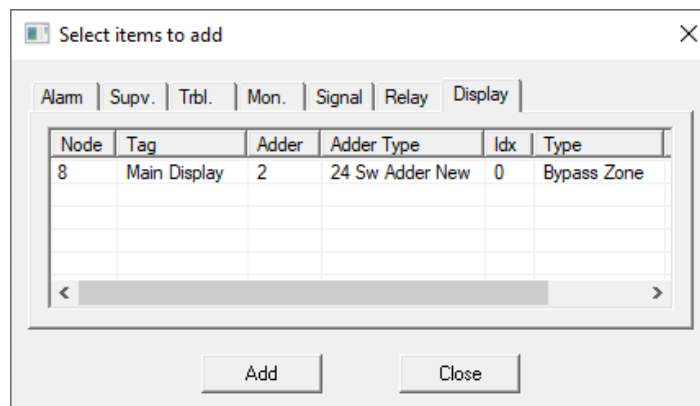 Select items to add
Alarm Supv. Trbl. Mon. Signal Relay Display
Node Tag Adder Adder Type Idx Type
8 Main Display 2 24 Sw Adder New 0 Bypass Zone
Add Close